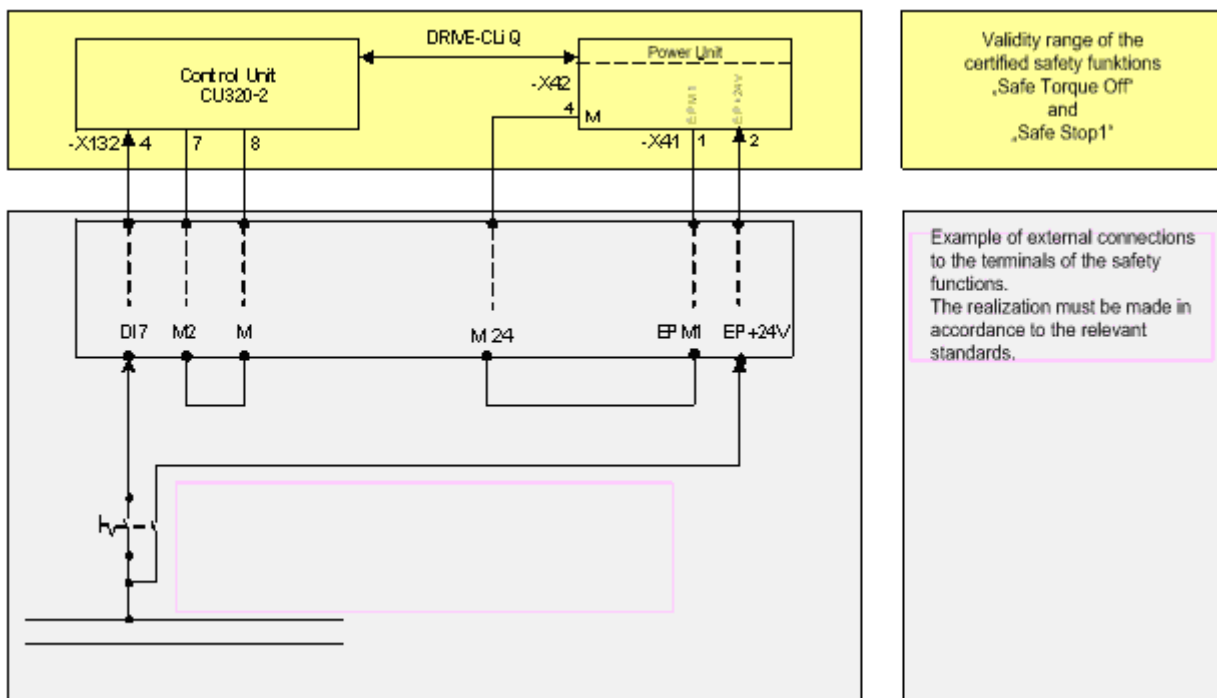 DRIVE-CLiQ
Control Unit
CU320-2
Power Unit
-X42
4
M
EP M1
EP +24V
-X132
4
7
8
-X41
1
2
Validity range of the
certified safety funktions
„Safe Torque Off"
and
„Safe Stop1"
DI7
M2
M
M 24
EP M1
EP +24V
Example of external connections
to the terminals of the safety
functions.
The realization must be made in
accordance to the relevant
standards.